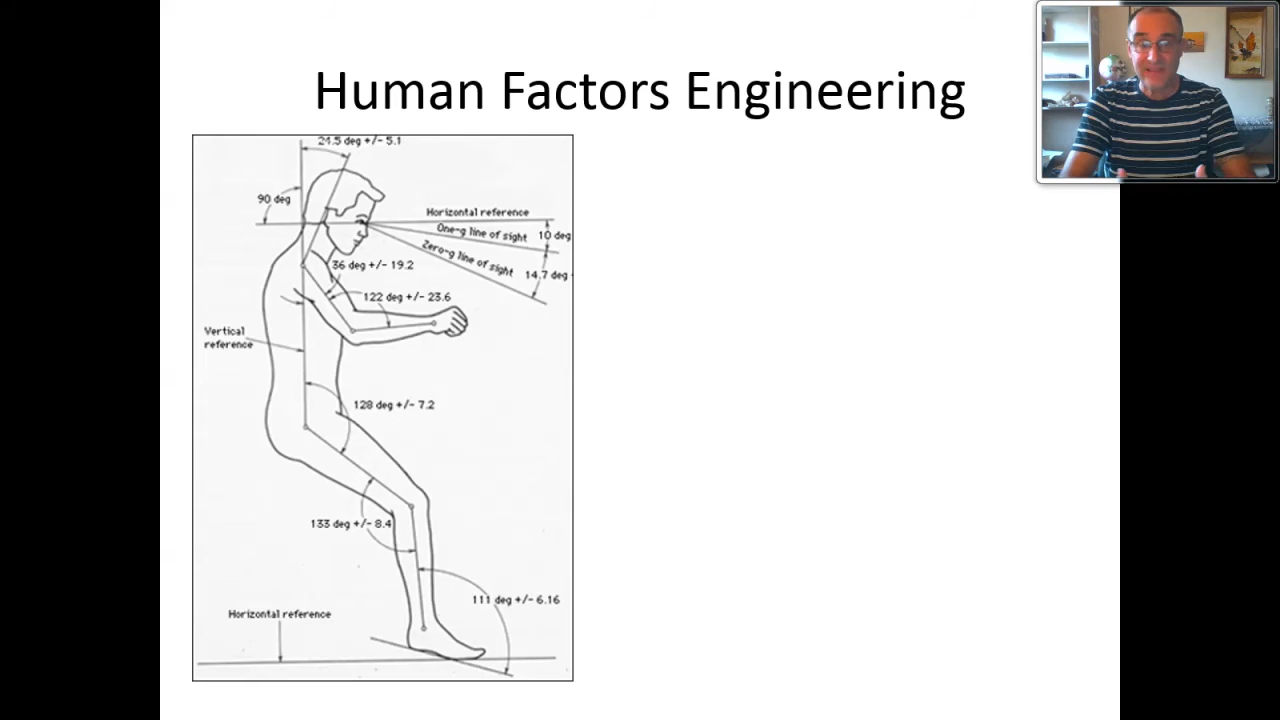 Human Factors Engineering
24.5 deg +/- 5.1
90 deg
Horizontal reference
One-g line of sight
10 deg
Zero-g line of sight
14.7 deg
36 deg +/- 19.2
122 deg +/- 23.6
Vertical
reference
128 deg +/- 7.2
133 deg +/- 8.4
111 deg +/- 6.16
Horizontal reference